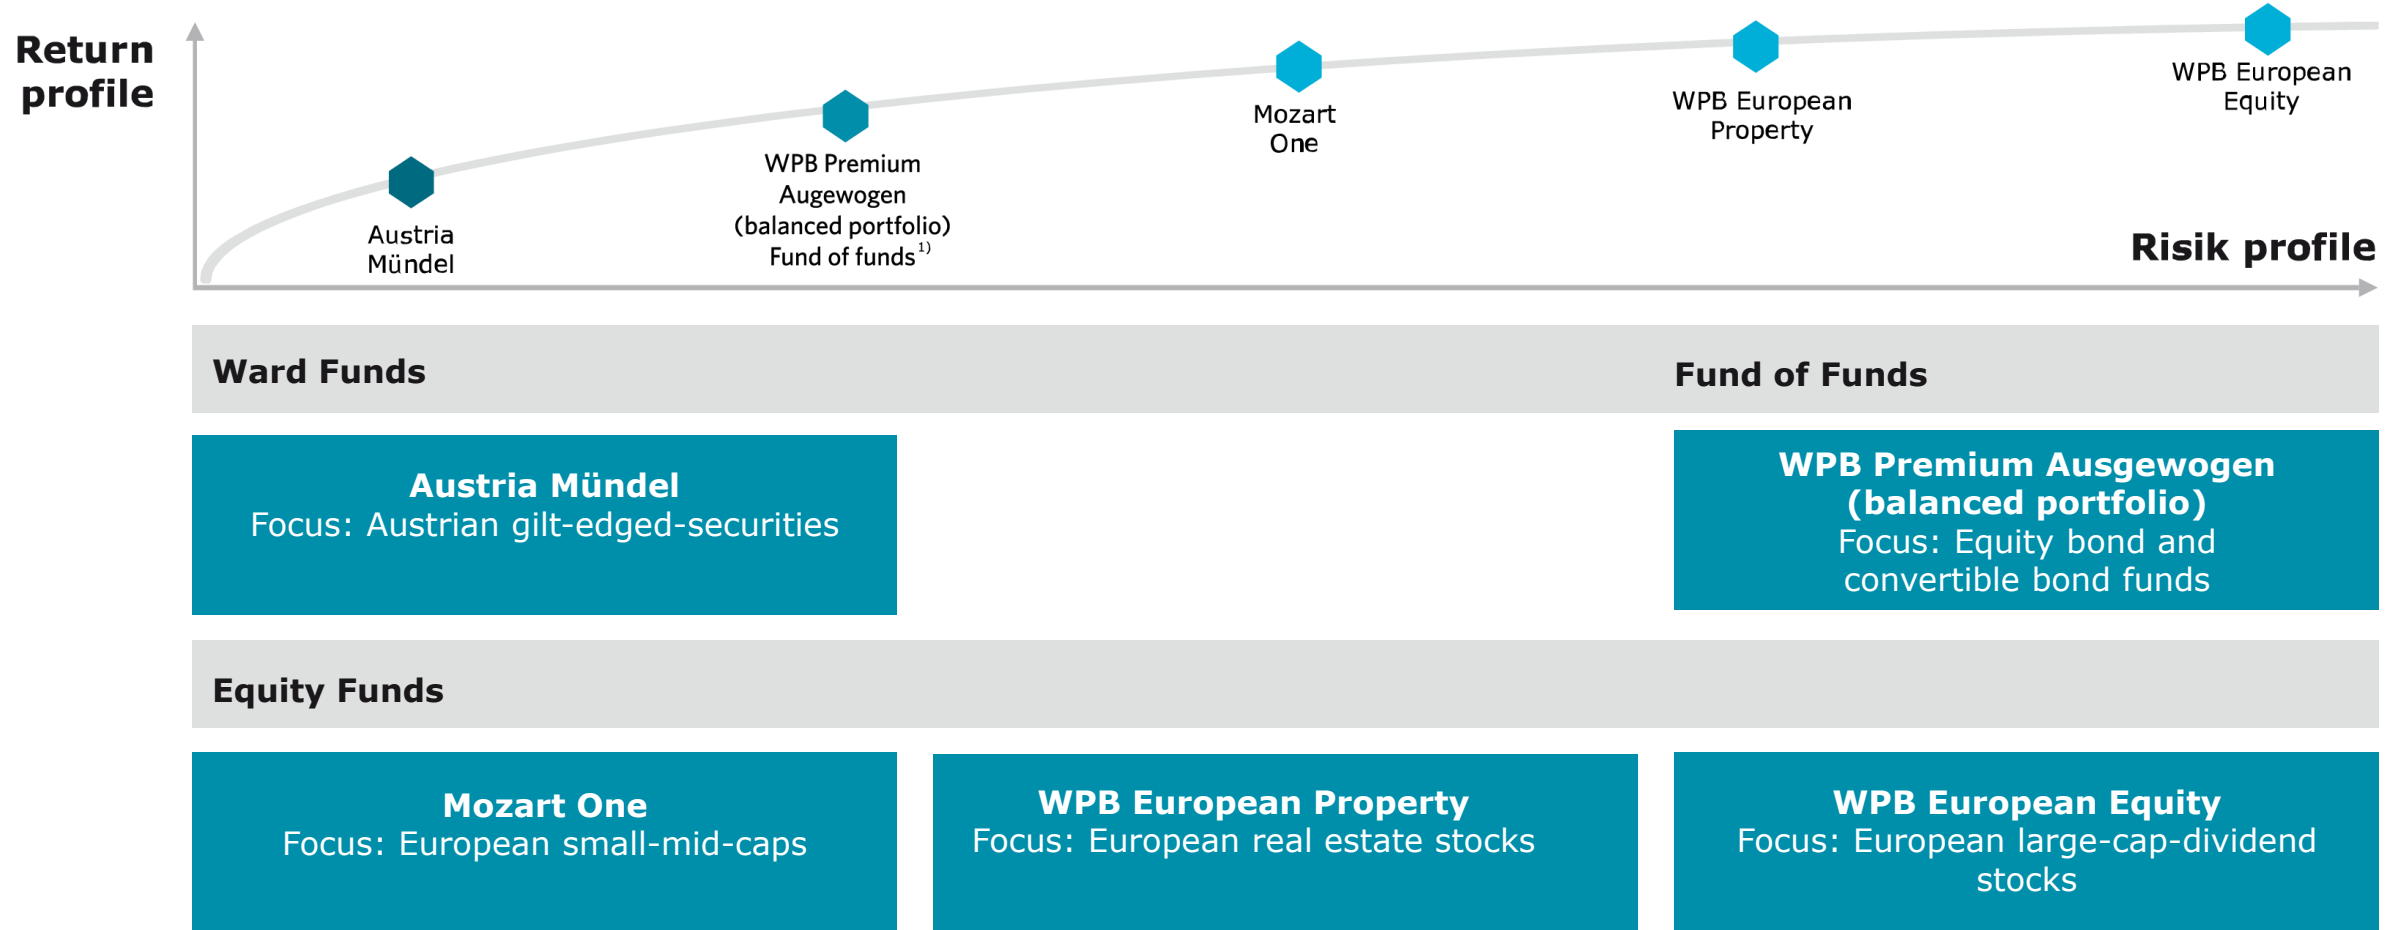 Return
profile
Austria
Mündel
WPB Premium
Augewogen
(balanced portfolio)
Fund of funds1)
Mozart
One
WPB European
Property
WPB European
Equity
Risik profile
Ward Funds
Fund of Funds
Austria Mündel
Focus: Austrian gilt-edged-securities
WPB Premium Ausgewogen
(balanced portfolio)
Focus: Equity bond and
convertible bond funds
Equity Funds
Mozart One
Focus: European small-mid-caps
WPB European Property
Focus: European real estate stocks
WPB European Equity
Focus: European large-cap-dividend
stocks